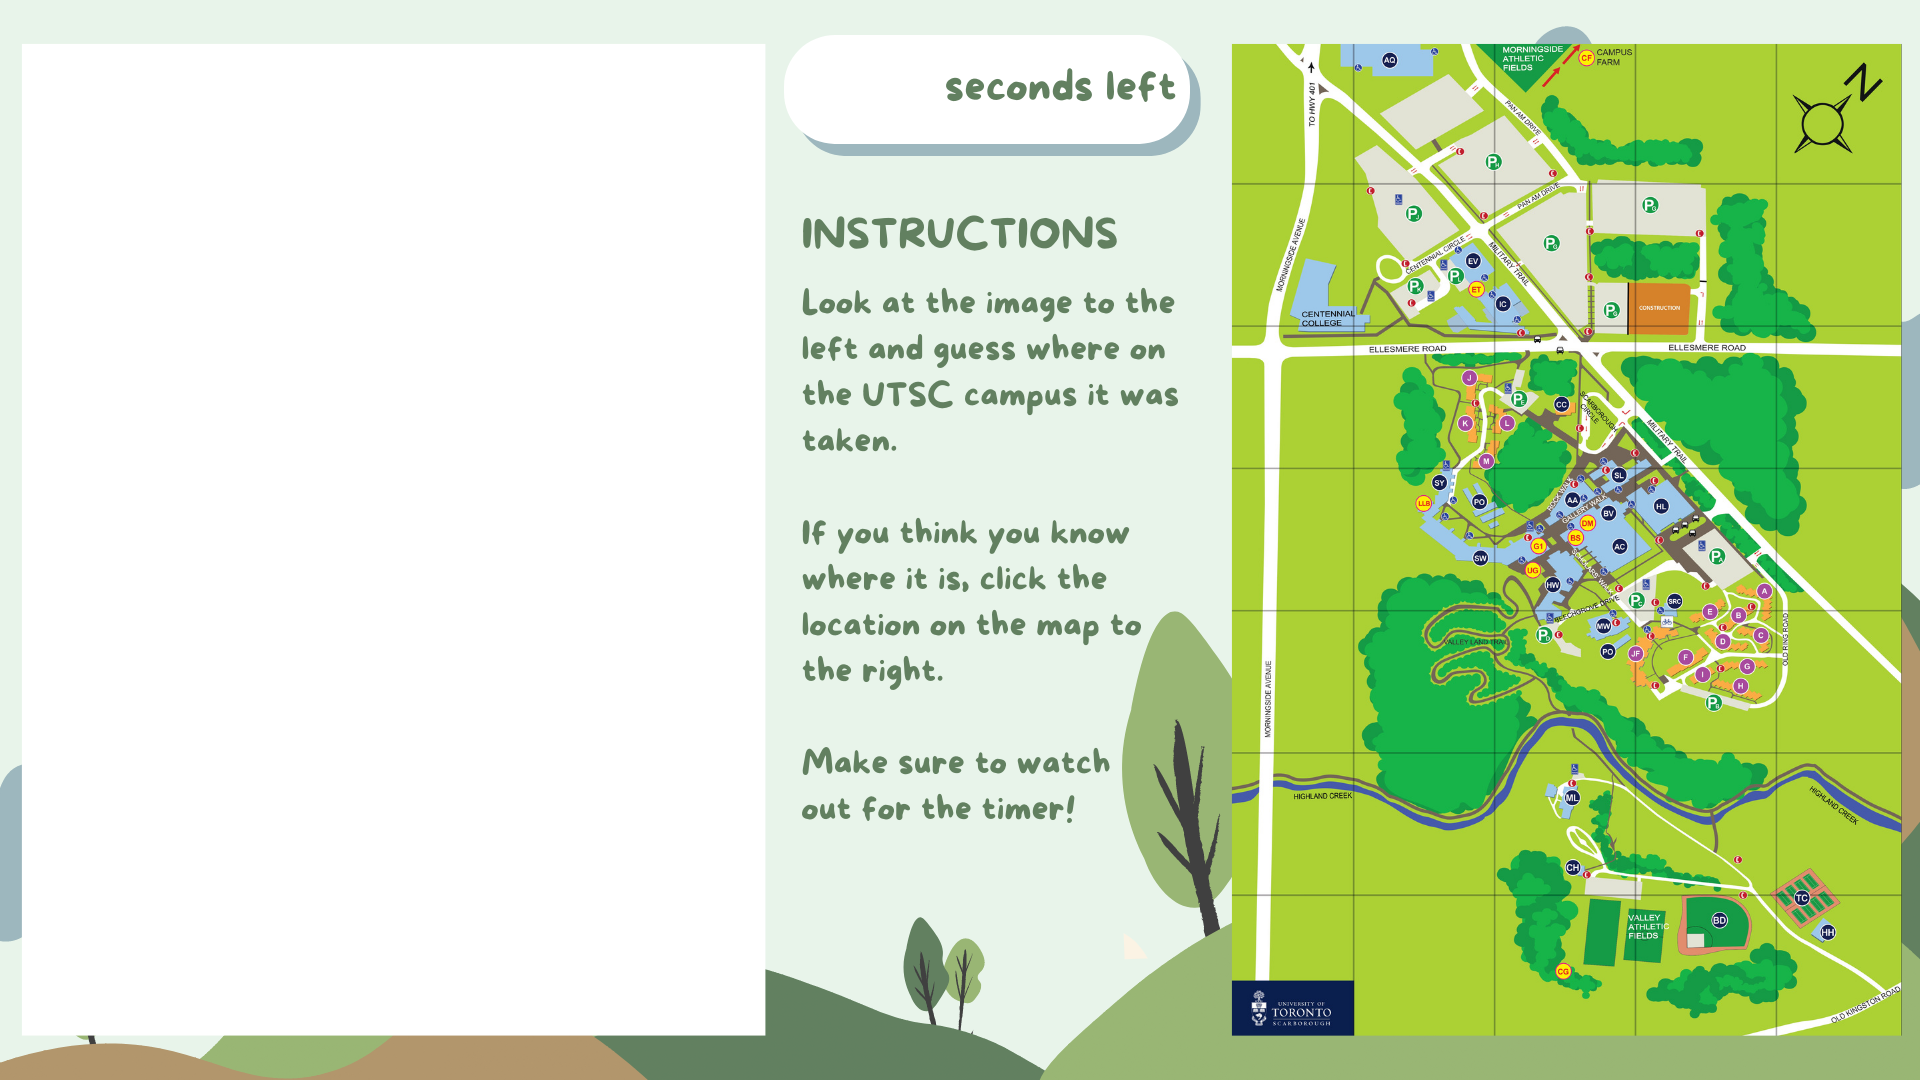 seconds left
INSTRUCTIONS
Look at the image to the
left and guess where on
the UTSC campus it was
taken.
If you think you know
where it is, click the
location on the map to
the right.
Make sure to watch
out for the timer!
AQ
MORNINGSIDE
ATHLETIC
FIELDS
CF
CAMPUS
FARM
N
TO HWY 401
PAN AM DRIVE
PAN AM DRIVE
MORNINGSIDE AVENUE
CENTENNIAL CIRCLE
MILITARY TRAIL
EV
ET
IC
CENTENNIAL
COLLEGE
CONSTRUCTION
ELLESMERE ROAD
ELLESMERE ROAD
J
K
L
M
CC
SCARBOROUGH
CIRCLE
MILITARY TRAIL
SY
LLB
PO
SL
AA
GALLERY WALK
BV
HL
DM
BS
G1
AC
SW
UG
HW
SRC
BEECHGROVE DRIVE
MW
PO
JF
A
B
C
D
E
F
G
H
I
OLD RING ROAD
VALLEY LAND TRAIL
MORNINGSIDE AVENUE
HIGHLAND CREEK
HIGHLAND CREEK
ML
CH
TC
BD
HH
VALLEY
ATHLETIC
FIELDS
CG
OLD KINGSTON ROAD
UNIVERSITY OF
TORONTO
SCARBOROUGH